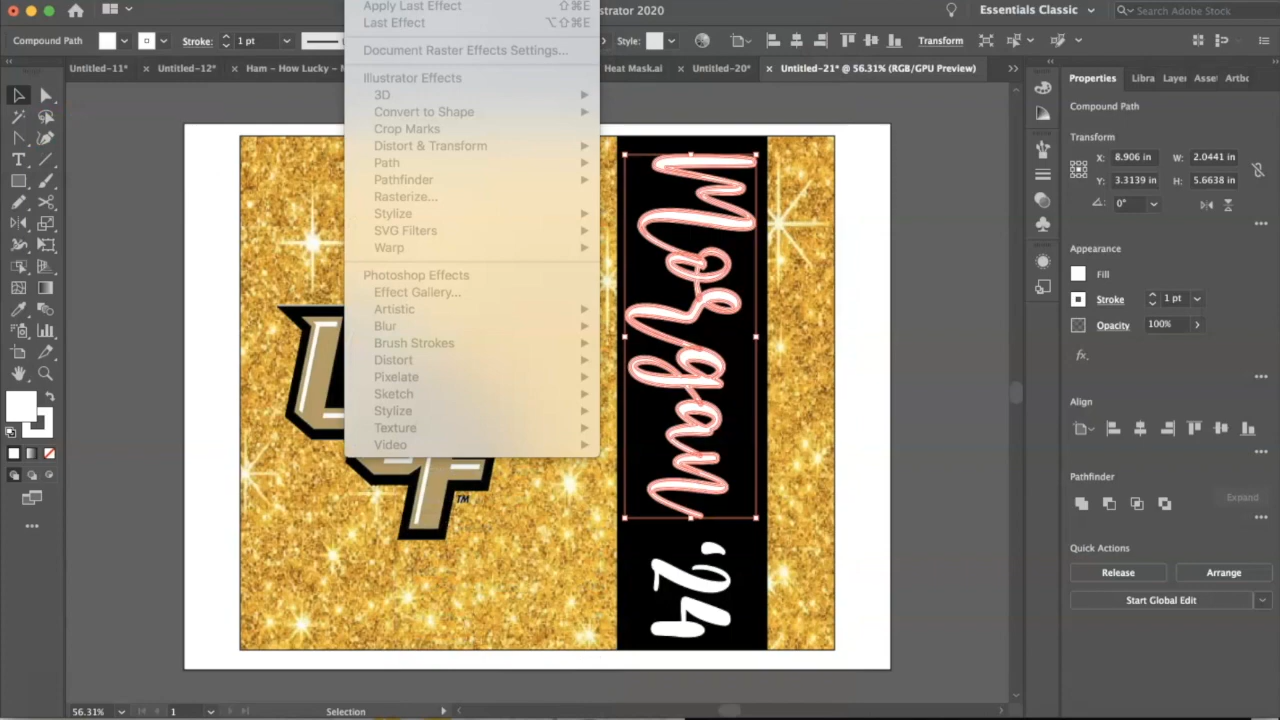 Apply Last Effect ⇧⌘E
strator 2020
Essentials Classic
Search Adobe Stock
Last Effect ⌥⇧⌘E
Compound Path
Stroke:
1 pt
Style:
Transform
Document Raster Effects Settings...
Untitled-11*
Untitled-12*
Ham - How Lucky - N
Heat Mask.ai
Untitled-20*
Untitled-21* @ 56.31% (RGB/GPU Preview)
Illustrator Effects
3D
Convert to Shape
Crop Marks
Distort & Transform
Path
Pathfinder
Rasterize...
Stylize
SVG Filters
Warp
Photoshop Effects
Effect Gallery...
Artistic
Blur
Brush Strokes
Distort
Pixelate
Sketch
Stylize
Texture
Video
Morgan
'24
UCF
TM
Properties
Libra
Layer
Asse
Artbc
Compound Path
Transform
X: 8.906 in
W: 2.0441 in
Y: 3.3139 in
H: 5.6638 in
0°
Appearance
Fill
Stroke
1 pt
Opacity
100%
fx.
Align
Pathfinder
Expand
Quick Actions
Release
Arrange
Start Global Edit
56.31%
1
Selection